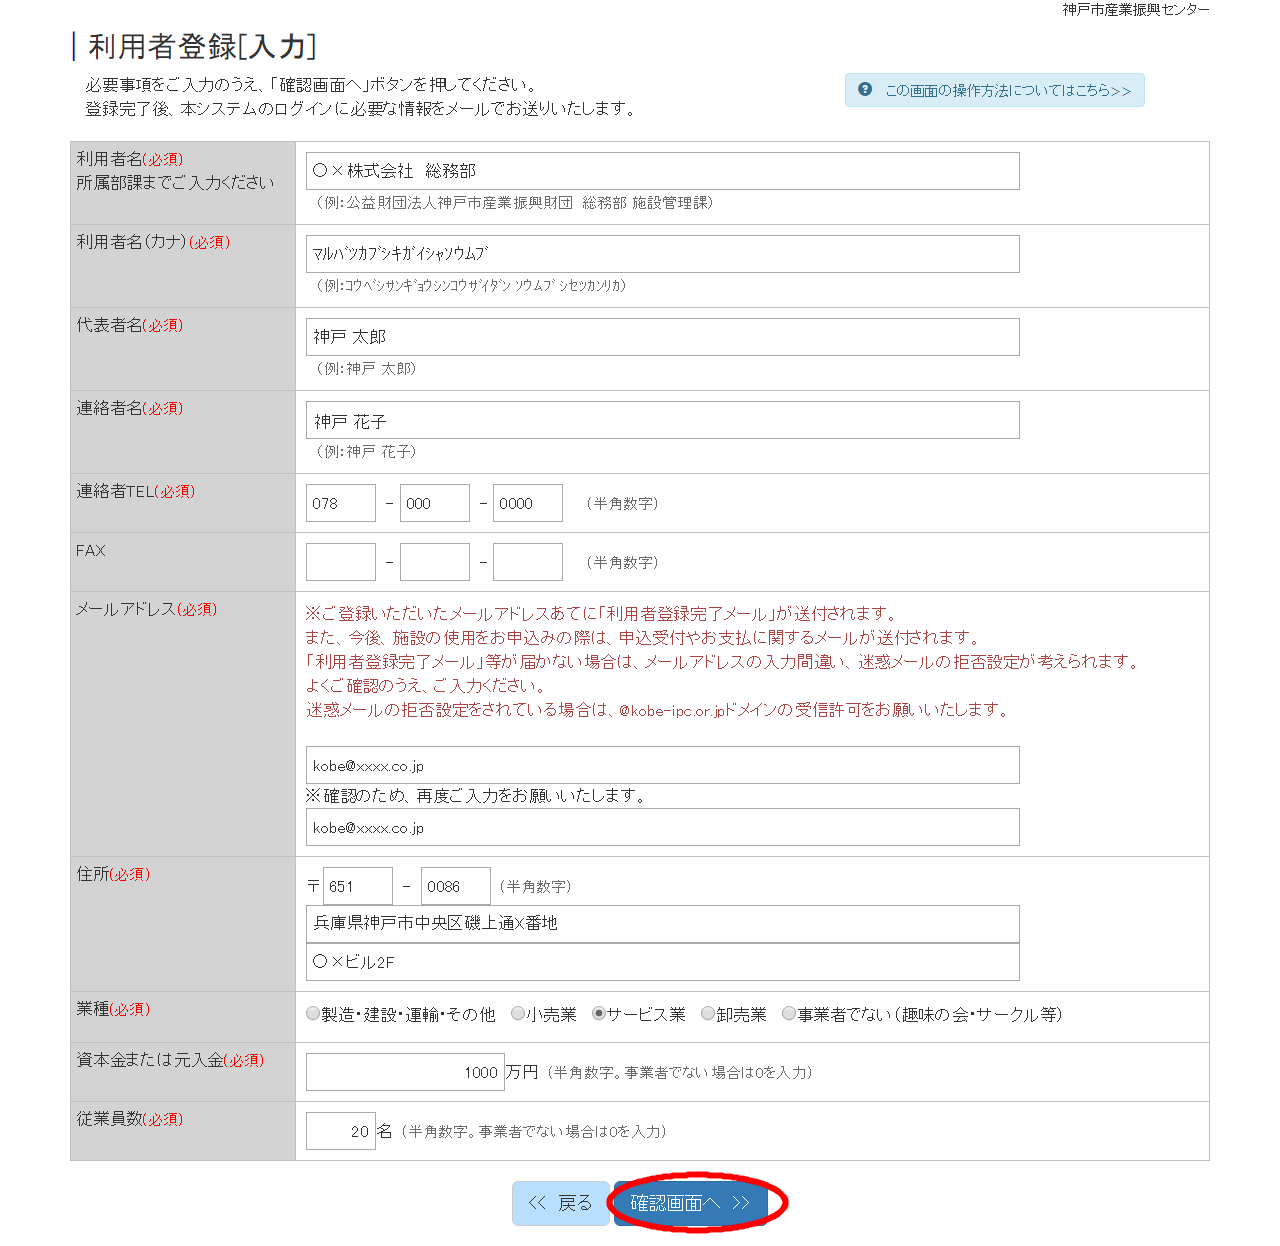 神戸市産業振興センター
利用者登録[入力]
必要事項をご入力のうえ、「確認画面へ」ボタンを押してください。
登録完了後、本システムのログインに必要な情報をメールでお送りいたします。
この画面の操作方法についてはこちら>>
利用者名(必須)
所属部課までご入力ください
〇×株式会社　総務部
（例：公益財団法人神戸市産業振興財団　総務部 施設管理課）
利用者名（カナ）(必須)
ﾏﾙﾊﾞﾂｶﾌﾞｼｷｶﾞｲｼｬｿｳﾑﾌﾞ
（例:ｺｳﾍﾞｼｻﾝｷﾞｮｳｼﾝｺｳｻﾞｲﾀﾞﾝ ｿｳﾑﾌﾞ ｼｾﾂｶﾝﾘｶ）
代表者名(必須)
神戸 太郎
（例：神戸 太郎）
連絡者名(必須)
神戸 花子
（例：神戸 花子）
連絡者TEL(必須)
078 - 000 - 0000 （半角数字）
FAX
- - （半角数字）
メールアドレス(必須)
※ご登録いただいたメールアドレスあてに「利用者登録完了メール」が送付されます。
また、今後、施設の使用をお申込みの際は、申込受付やお支払に関するメールが送付されます。
「利用者登録完了メール」等が届かない場合は、メールアドレスの入力間違い、迷惑メールの拒否設定が考えられます。
よくご確認のうえ、ご入力ください。
迷惑メールの拒否設定をされている場合は、@kobe-ipc.or.jpドメインの受信許可をお願いいたします。
kobe@xxxx.co.jp
※確認のため、再度ご入力をお願いいたします。
kobe@xxxx.co.jp
住所(必須)
〒651 - 0086 （半角数字）
兵庫県神戸市中央区磯上通X番地
〇×ビル2F
業種(必須)
製造・建設・運輸・その他 小売業 サービス業 卸売業 事業者でない（趣味の会・サークル等）
資本金または元入金(必須)
1000 万円 （半角数字。事業者でない場合は0を入力）
従業員数(必須)
20 名 （半角数字。事業者でない場合は0を入力）
<< 戻る 確認画面へ >>